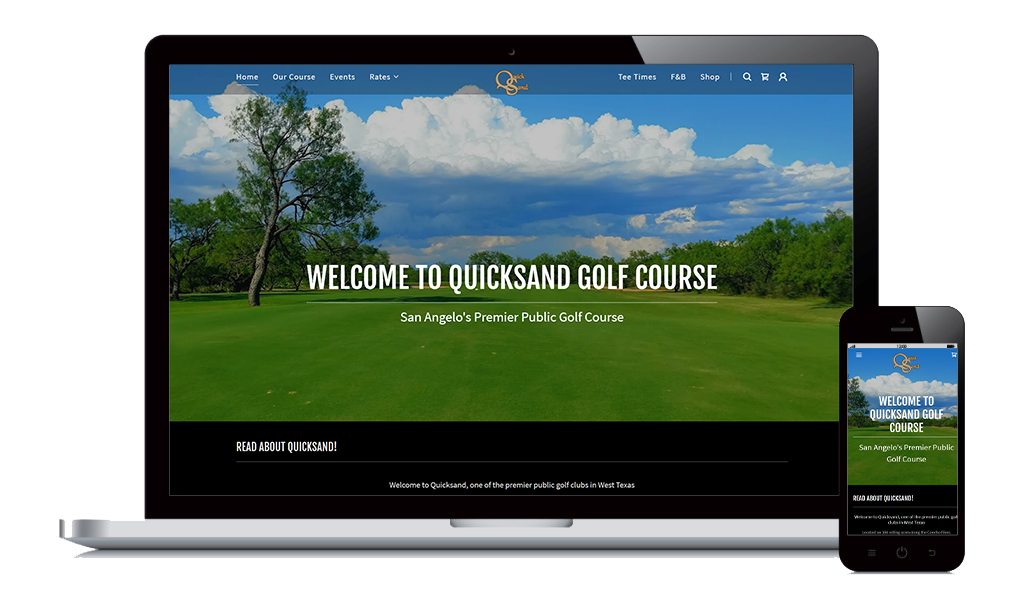 Home Our Course Events Rates Quick Sand Tee Times F&B Shop
WELCOME TO QUICKSAND GOLF COURSE
San Angelo's Premier Public Golf Course
READ ABOUT QUICKSAND!
Welcome to Quicksand, one of the premier public golf clubs in West Texas
Quick Sand
WELCOME TO
QUICKSAND GOLF
COURSE
San Angelo's Premier Public
Golf Course
READ ABOUT QUICKSAND!
Welcome to Quicksand, one of the premier public golf
clubs in West Texas